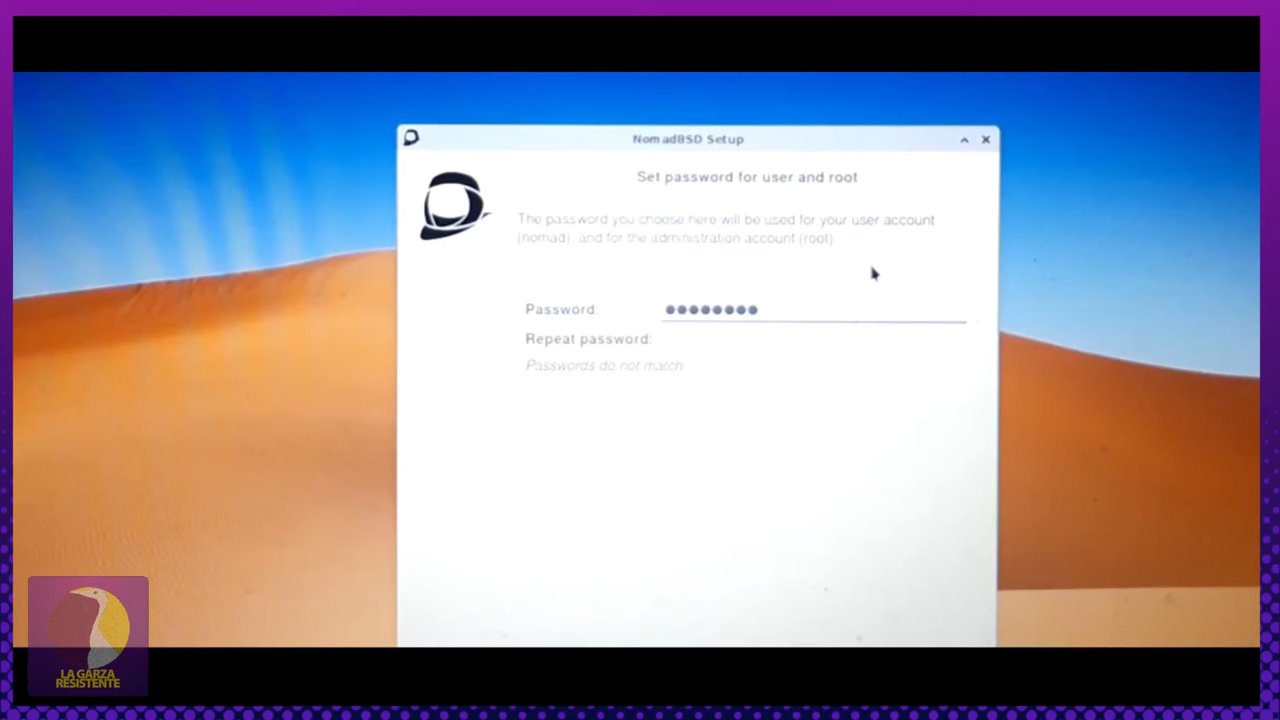 NomadBSD Setup
Set password for user and root
The password you choose here will be used for your user account
(nomad), and for the administration account (root)
Password: ●●●●●●●●
Repeat password:
Passwords do not match
LA GARZA
RESISTENTE